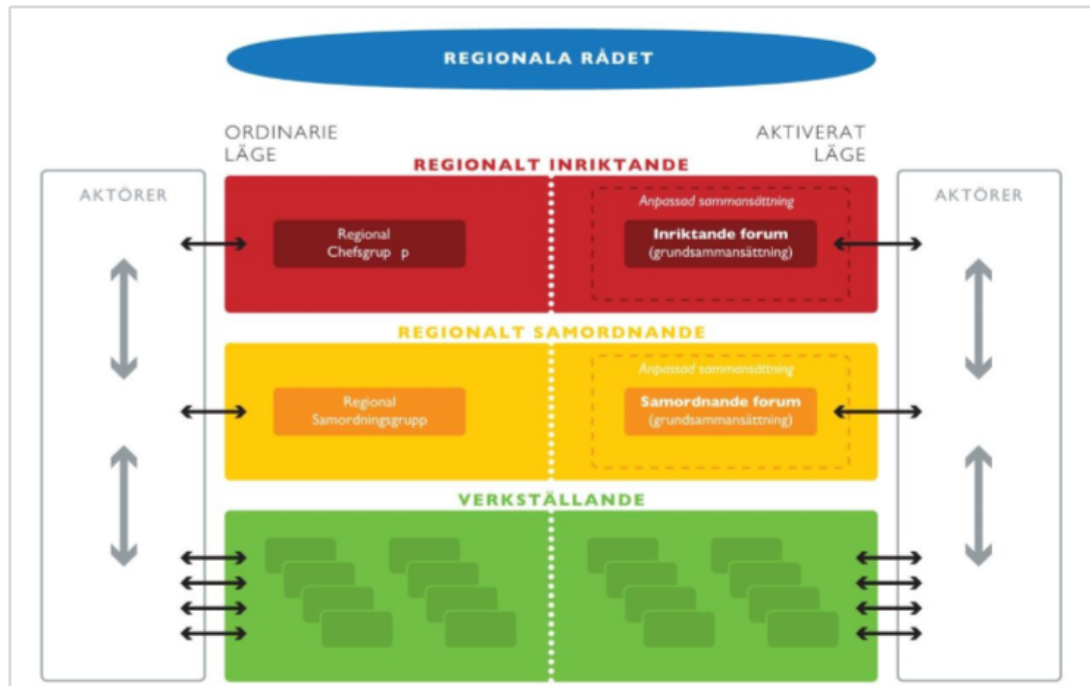 REGIONALA RÅDET
ORDINARIE
LÄGE
AKTIVERAT
LÄGE
REGIONALT INRIKTANDE
AKTÖRER
AKTÖRER
Regional
Chefsgrup p
Anpassad sammansättning
Inriktande forum
(grundsammansättning)
REGIONALT SAMORDNANDE
Regional
Samordningsgrupp
Anpassad sammansättning
Samordnande forum
(grundsammansättning)
VERKSTÄLLANDE